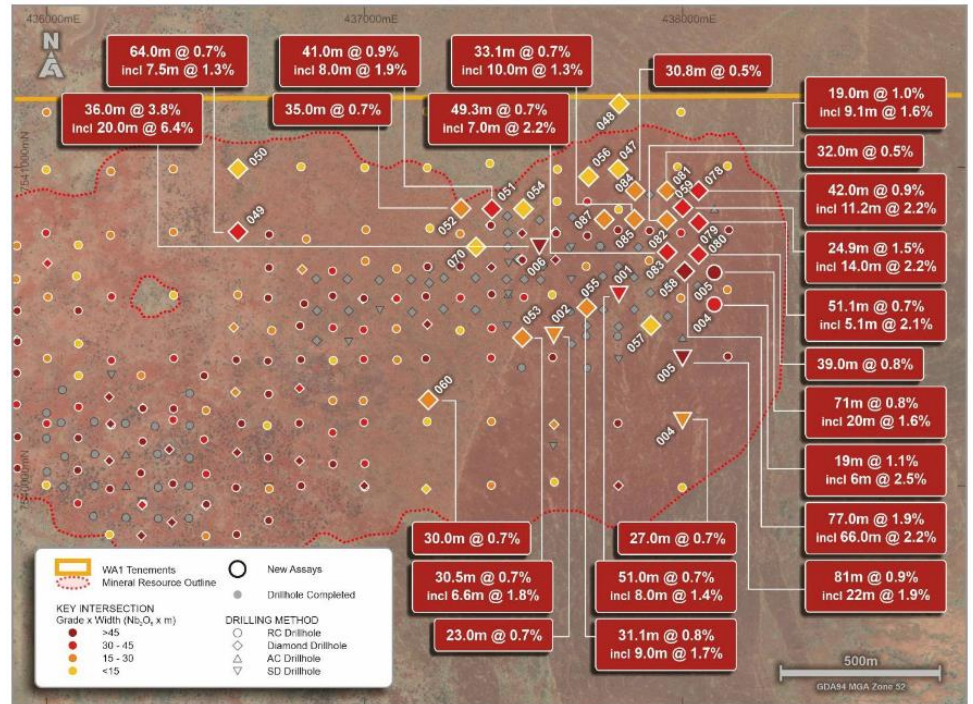 436000mE
437000mE
438000mE
N
64.0m @ 0.7%
incl 7.5m @ 1.3%
41.0m @ 0.9%
incl 8.0m @ 1.9%
33.1m @ 0.7%
incl 10.0m @ 1.3%
30.8m @ 0.5%
36.0m @ 3.8%
incl 20.0m @ 6.4%
35.0m @ 0.7%
49.3m @ 0.7%
incl 7.0m @ 2.2%
19.0m @ 1.0%
incl 9.1m @ 1.6%
32.0m @ 0.5%
42.0m @ 0.9%
incl 11.2m @ 2.2%
24.9m @ 1.5%
incl 14.0m @ 2.2%
51.1m @ 0.7%
incl 5.1m @ 2.1%
39.0m @ 0.8%
71m @ 0.8%
incl 20m @ 1.6%
19m @ 1.1%
incl 6m @ 2.5%
77.0m @ 1.9%
incl 66.0m @ 2.2%
81m @ 0.9%
incl 22m @ 1.9%
7541000mN
7540000mN
048
050
056
047
084
081
059
078
049
052
051
054
087
085
082
079
080
070
006
083
058
005
001
055
004
053
002
057
005
060
004
30.0m @ 0.7%
30.5m @ 0.7%
incl 6.6m @ 1.8%
23.0m @ 0.7%
27.0m @ 0.7%
51.0m @ 0.7%
incl 8.0m @ 1.4%
31.1m @ 0.8%
incl 9.0m @ 1.7%
WA1 Tenements
Mineral Resource Outline
New Assays
Drillhole Completed
KEY INTERSECTION
Grade x Width (Nb₂O₅ x m)
>45
30 - 45
15 - 30
<15
DRILLING METHOD
RC Drillhole
Diamond Drillhole
AC Drillhole
SD Drillhole
500m
GDA94 MGA Zone 52